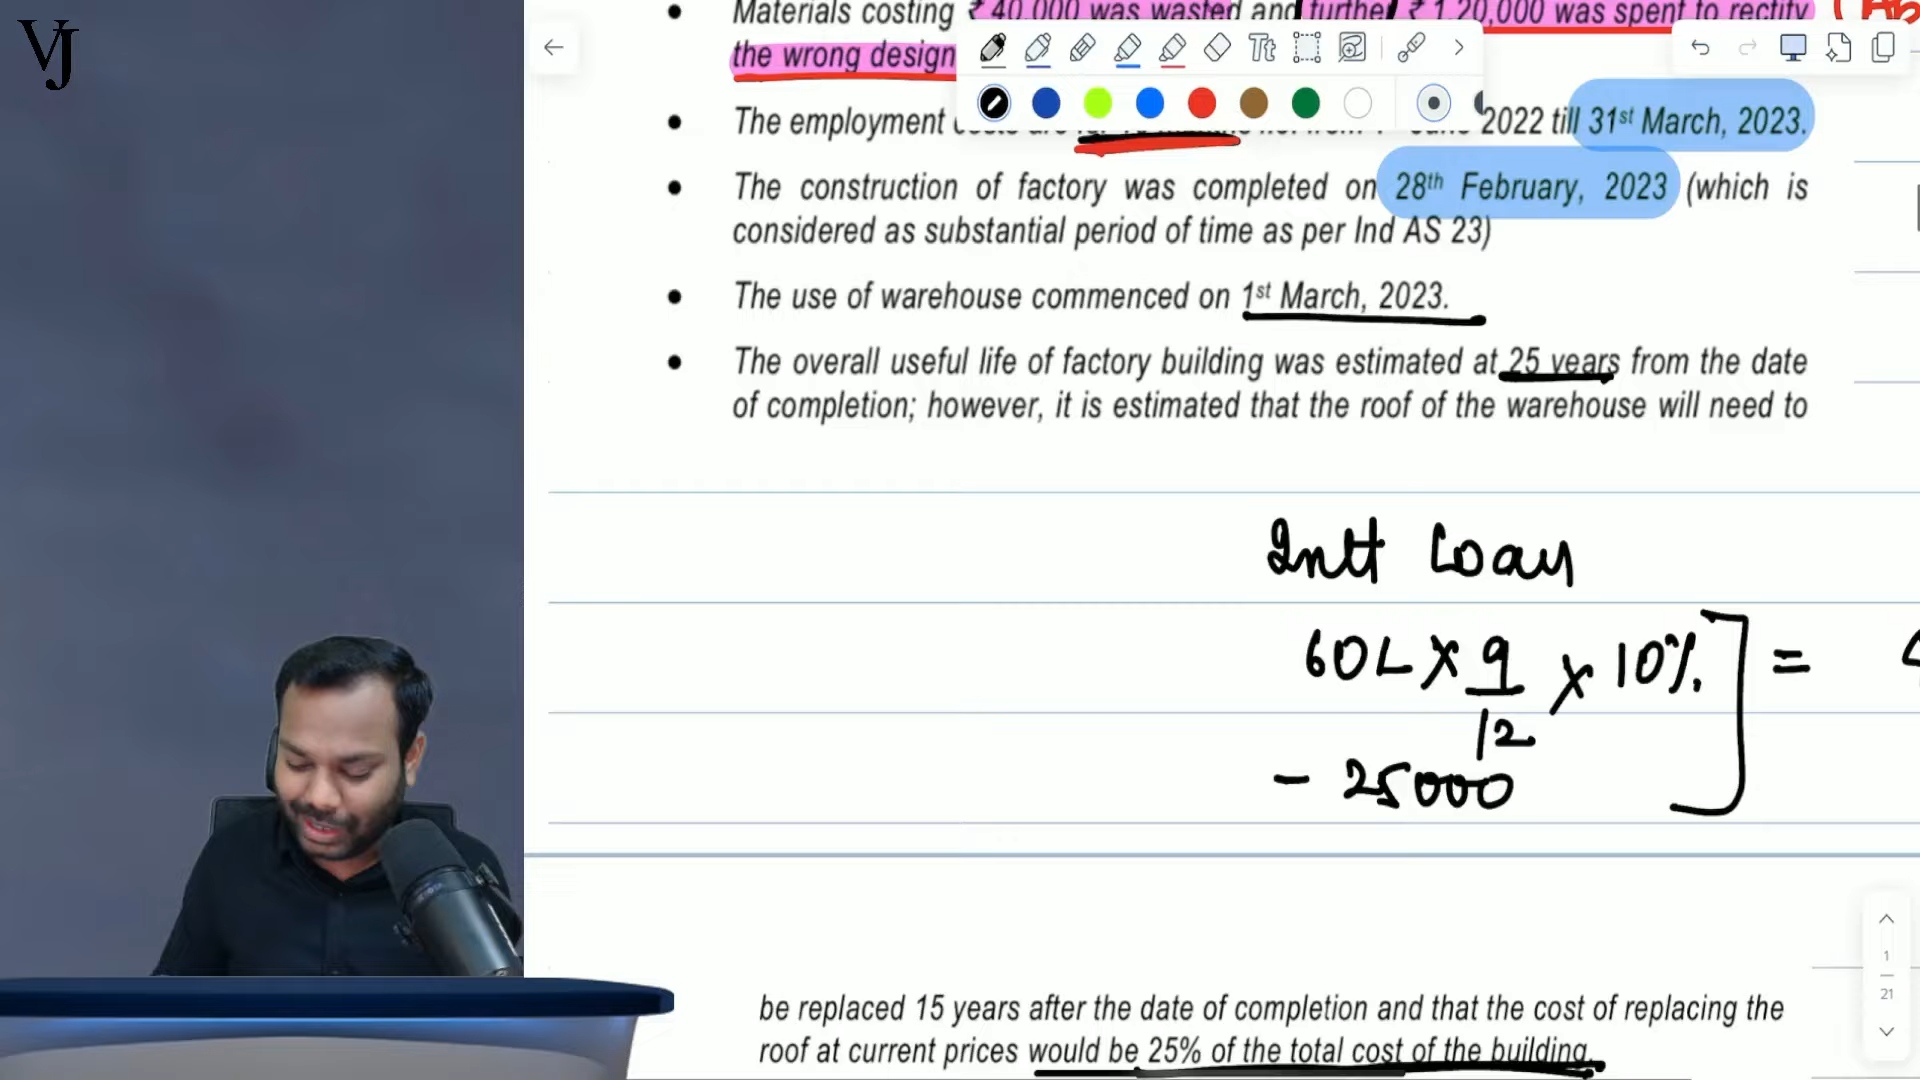 VJ
Materials costing ₹ 40,000 was wasted and further ₹ 1,20,000 was spent to rectify
the wrong design
The employment 2022 till 31st March, 2023.
The construction of factory was completed on 28th February, 2023 (which is
considered as substantial period of time as per Ind AS 23)
The use of warehouse commenced on 1st March, 2023.
The overall useful life of factory building was estimated at 25 years from the date
of completion; however, it is estimated that the roof of the warehouse will need to
Intt Loan
60L X 9/12 X 10% =
- 25000
be replaced 15 years after the date of completion and that the cost of replacing the
roof at current prices would be 25% of the total cost of the building.
Tt
1
21